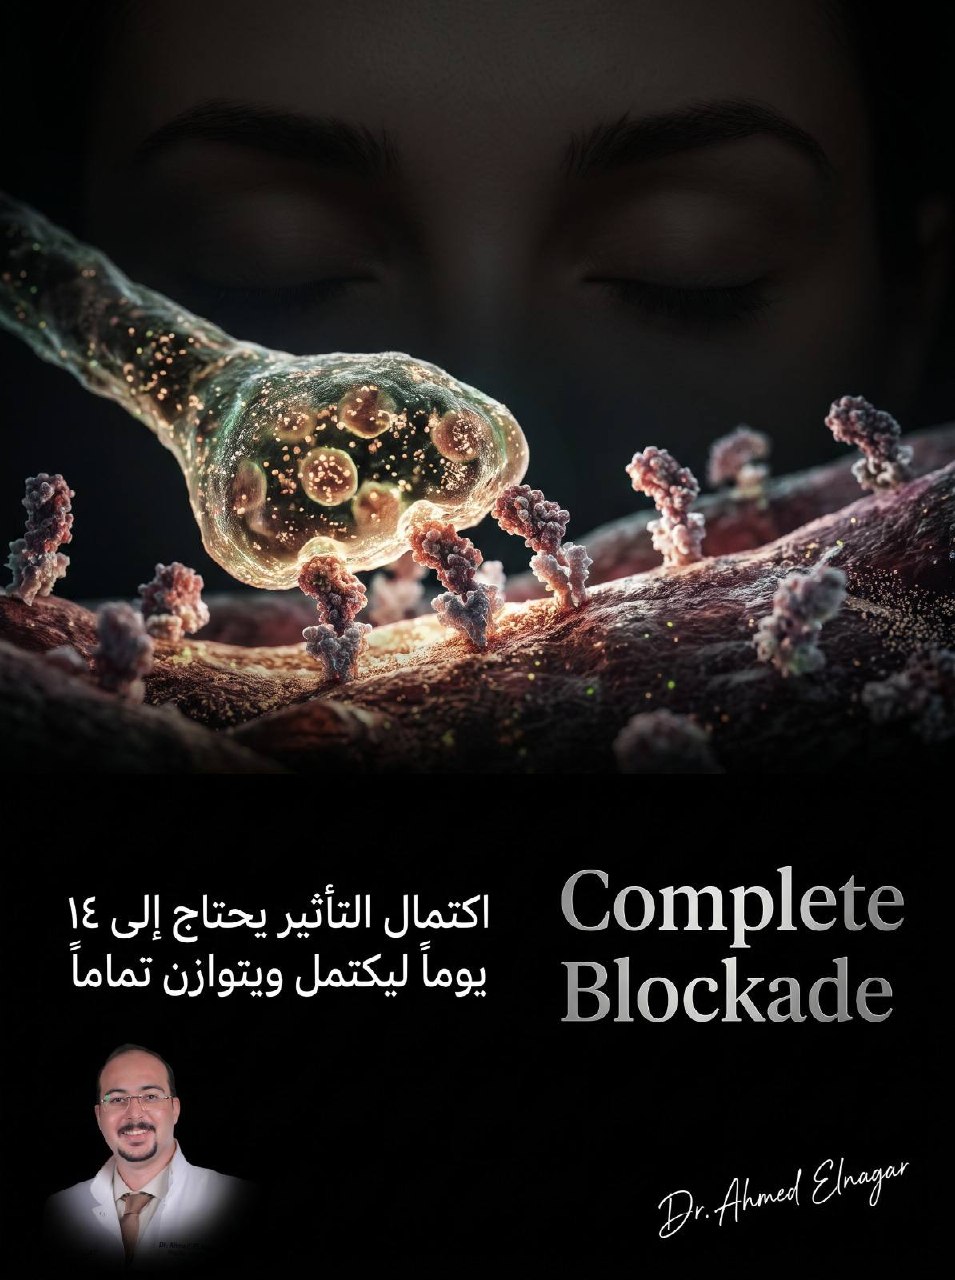 Complete
Blockade
اكتمال التأثير يحتاج إلى ١٤
يوماً ليكتمل ويتوازن تماماً
Dr. Ahmed Elnagar